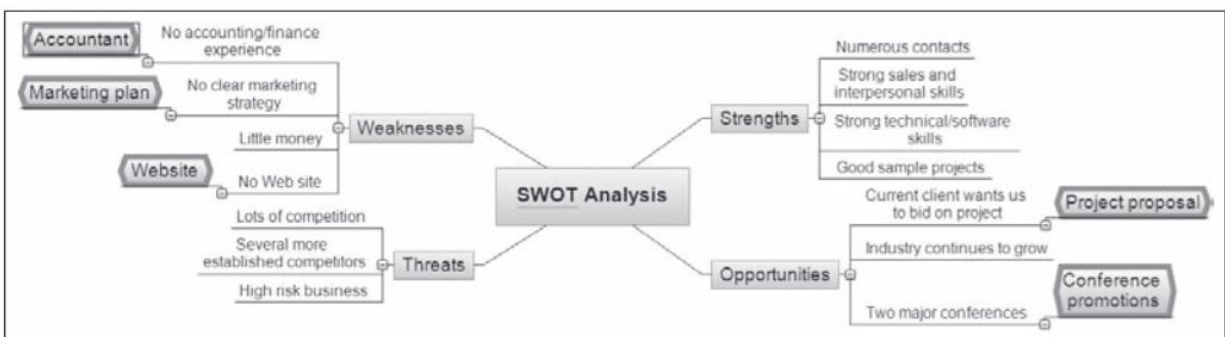 Accountant
No accounting/finance
experience
Marketing plan
No clear marketing
strategy
Little money
Website
No Web site
Weaknesses
Lots of competition
Several more
established competitors
High risk business
Threats
SWOT Analysis
Strengths
Numerous contacts
Strong sales and
interpersonal skills
Strong technical/software
skills
Good sample projects
Opportunities
Current client wants us
to bid on project
Project proposal
Industry continues to grow
Two major conferences
Conference
promotions